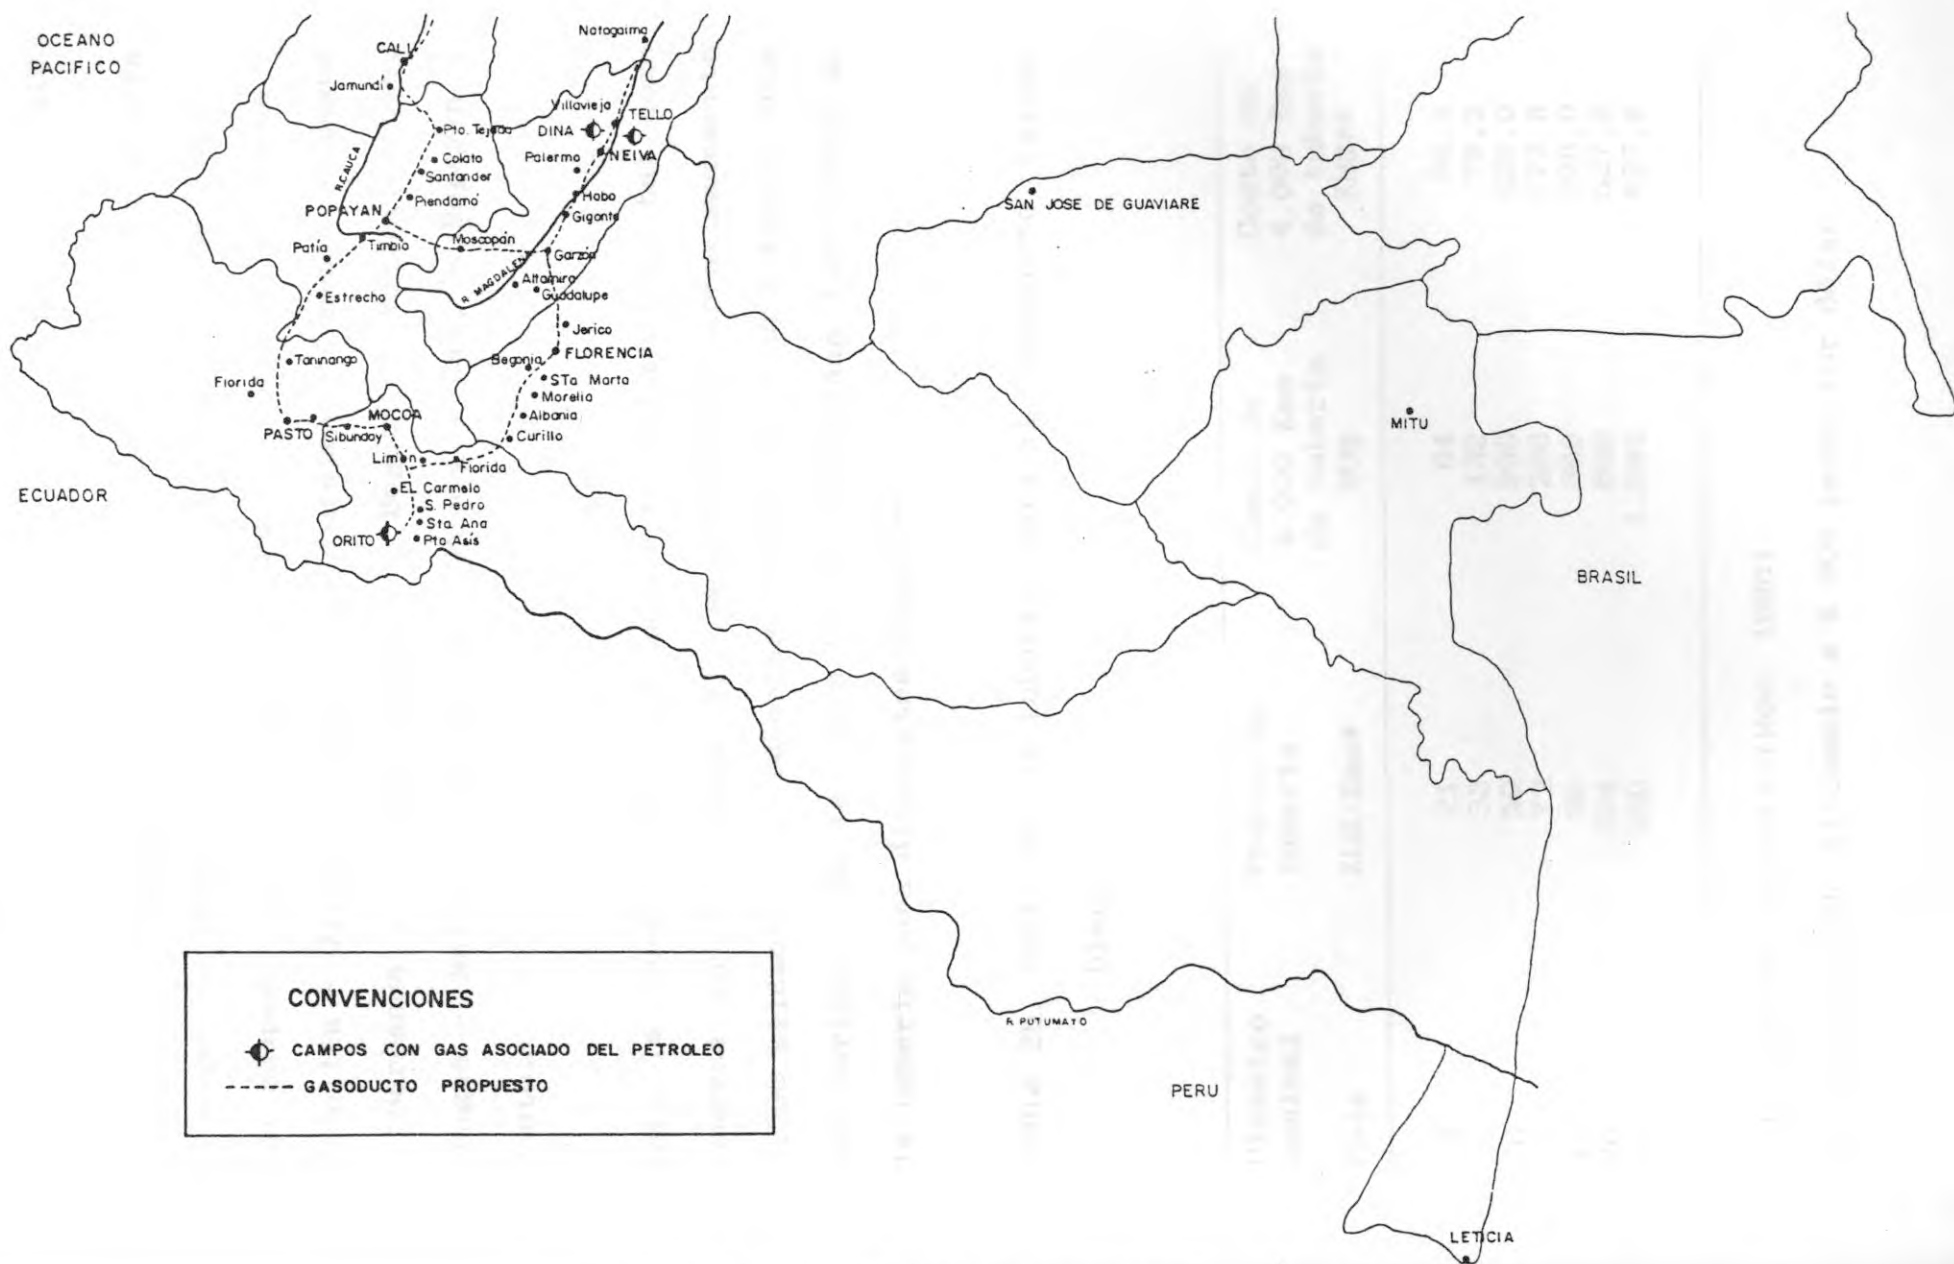 OCEANO
PACIFICO
Natagaima
CALI
Jamundí
Villavieja
TELLO
DINA
Pto. Tejada
NEIVA
Palermo
Colato
Santander
R. CAUCA
Piendamó
Hobo
Gigante
POPAYAN
SAN JOSE DE GUAVIARE
Timbío
Moscopán
Garzón
Patía
R. MAGDALENA
Altamira
Guadalupe
Estrecho
Jerico
FLORENCIA
Taninango
Begonia
STa Marta
Florida
Morelia
MOCOA
Albania
MITU
PASTO
Sibunday
Curillo
Limón
Florida
ECUADOR
EL Carmelo
S. Pedro
Sta. Ana
ORITO
Pto Asís
BRASIL
CONVENCIONES
CAMPOS CON GAS ASOCIADO DEL PETROLEO
GASODUCTO PROPUESTO
R. PUTUMAYO
PERU
LETICIA